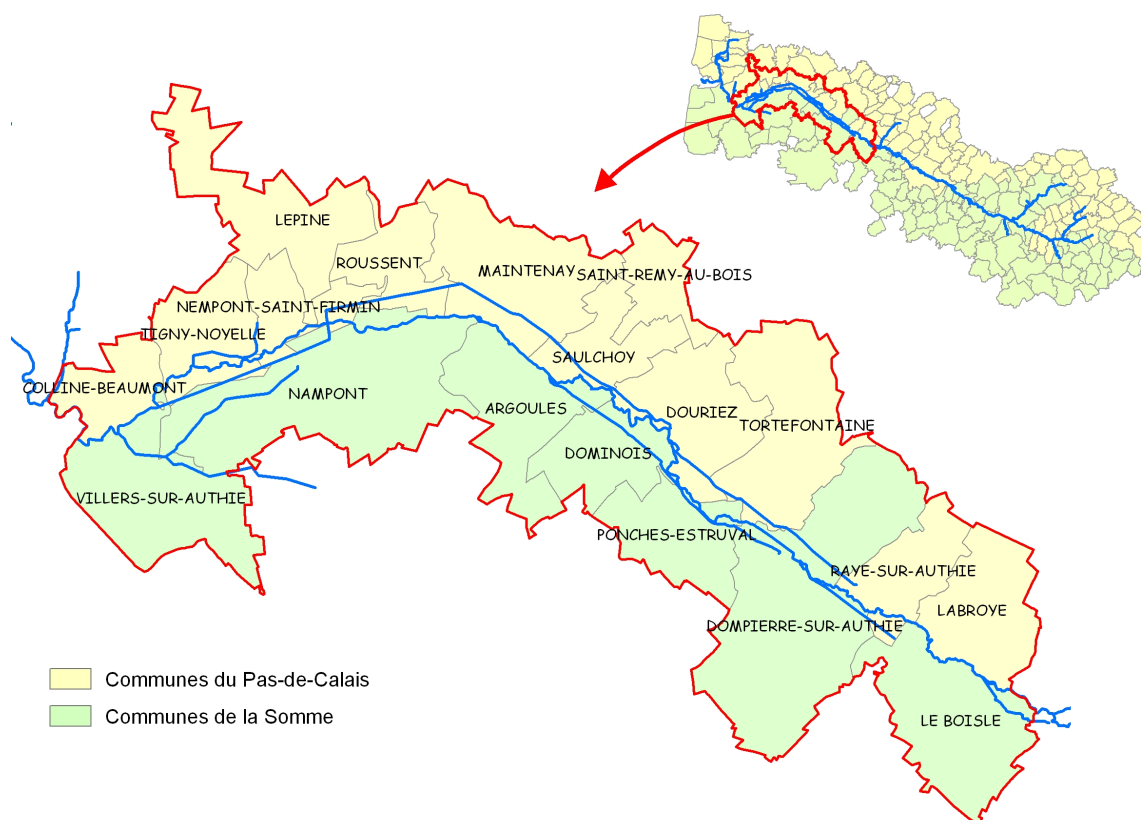 LEPINE
ROUSSENT
MAINTENAY
SAINT-REMY-AU-BOIS
NEMPONT-SAINT-FIRMIN
TIGNY-NOYELLE
SAULCHOY
COLLINE-BEAUMONT
NAMPONT
ARGOULES
DOURIEZ
TORTEFONTAINE
DOMINOIS
VILLERS-SUR-AUTHIE
PONCHES-ESTRUVAL
RAYE-SUR-AUTHIE
LABROYE
DOMPIERRE-SUR-AUTHIE
LE BOISLE
Communes du Pas-de-Calais
Communes de la Somme